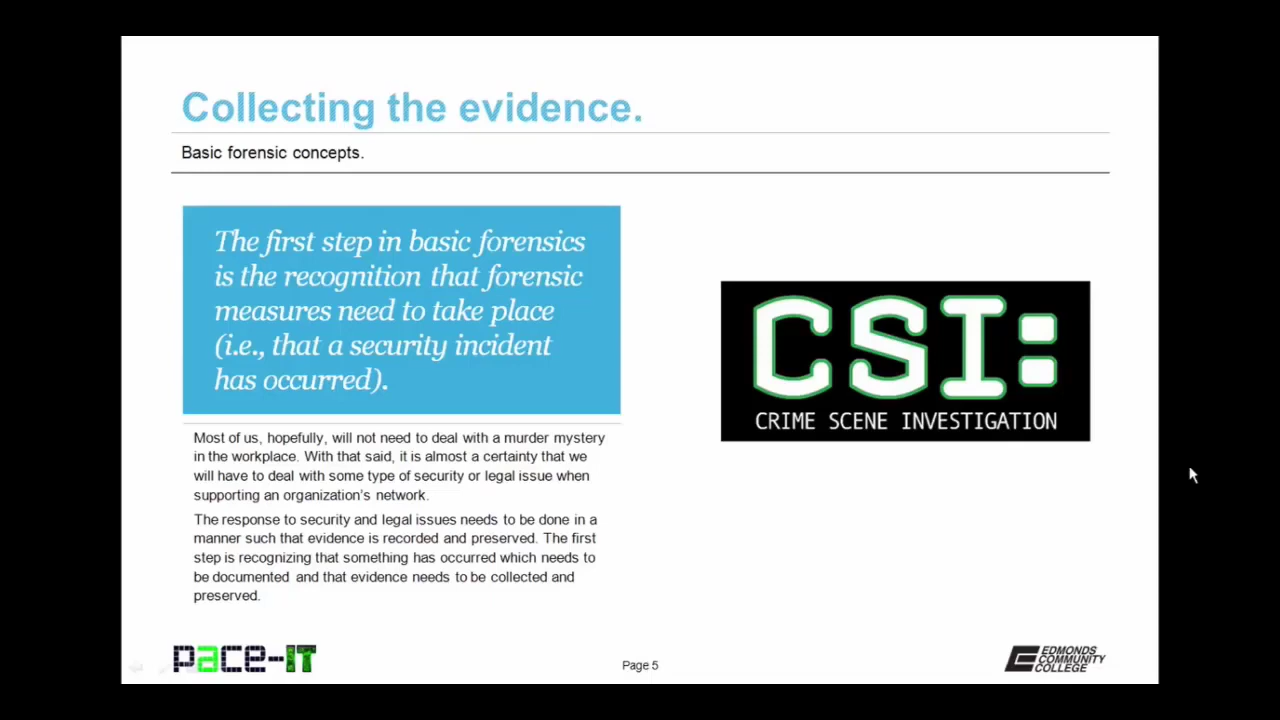 Collecting the evidence.
Basic forensic concepts.
The first step in basic forensics
is the recognition that forensic
measures need to take place
(i.e., that a security incident
has occurred).
CSI:
CRIME SCENE INVESTIGATION
Most of us, hopefully, will not need to deal with a murder mystery
in the workplace. With that said, it is almost a certainty that we
will have to deal with some type of security or legal issue when
supporting an organization's network.
The response to security and legal issues needs to be done in a
manner such that evidence is recorded and preserved. The first
step is recognizing that something has occurred which needs to
be documented and that evidence needs to be collected and
preserved.
pace-IT
Page 5
EDMONDS
COMMUNITY
COLLEGE